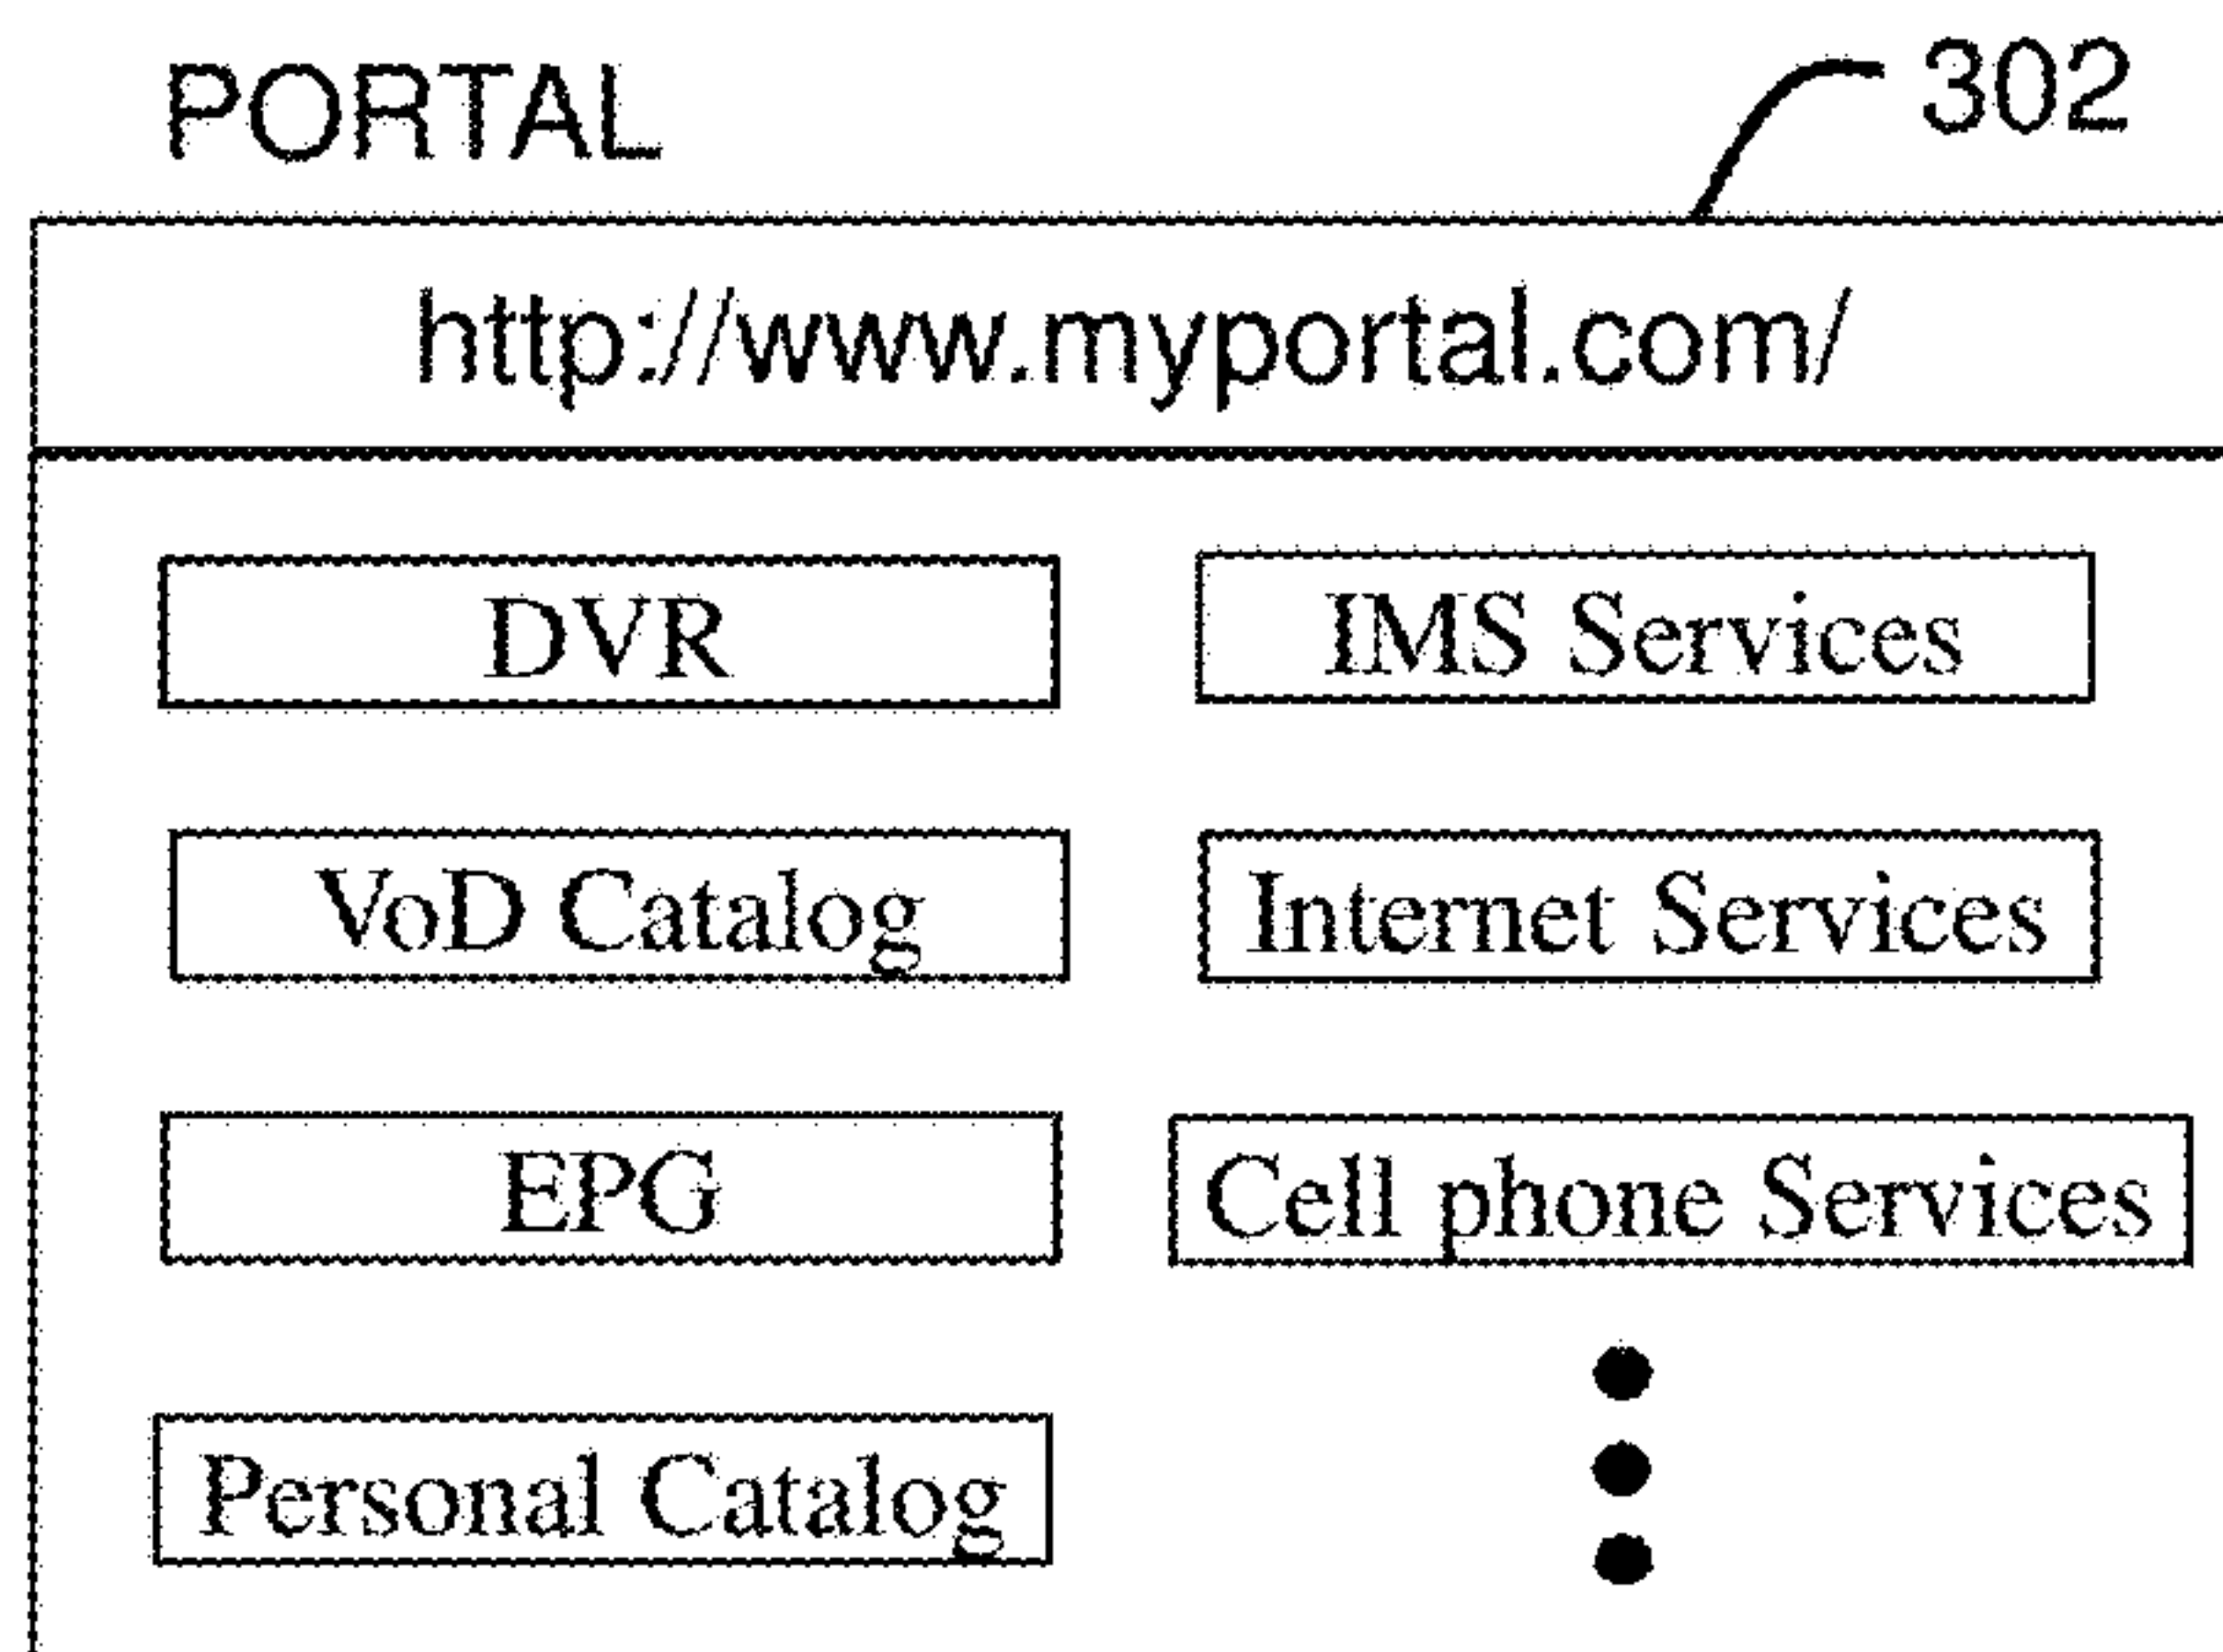 PORTAL
302
http://www.myportal.com/
DVR
IMS Services
VoD Catalog
Internet Services
EPG
Cell phone Services
Personal Catalog